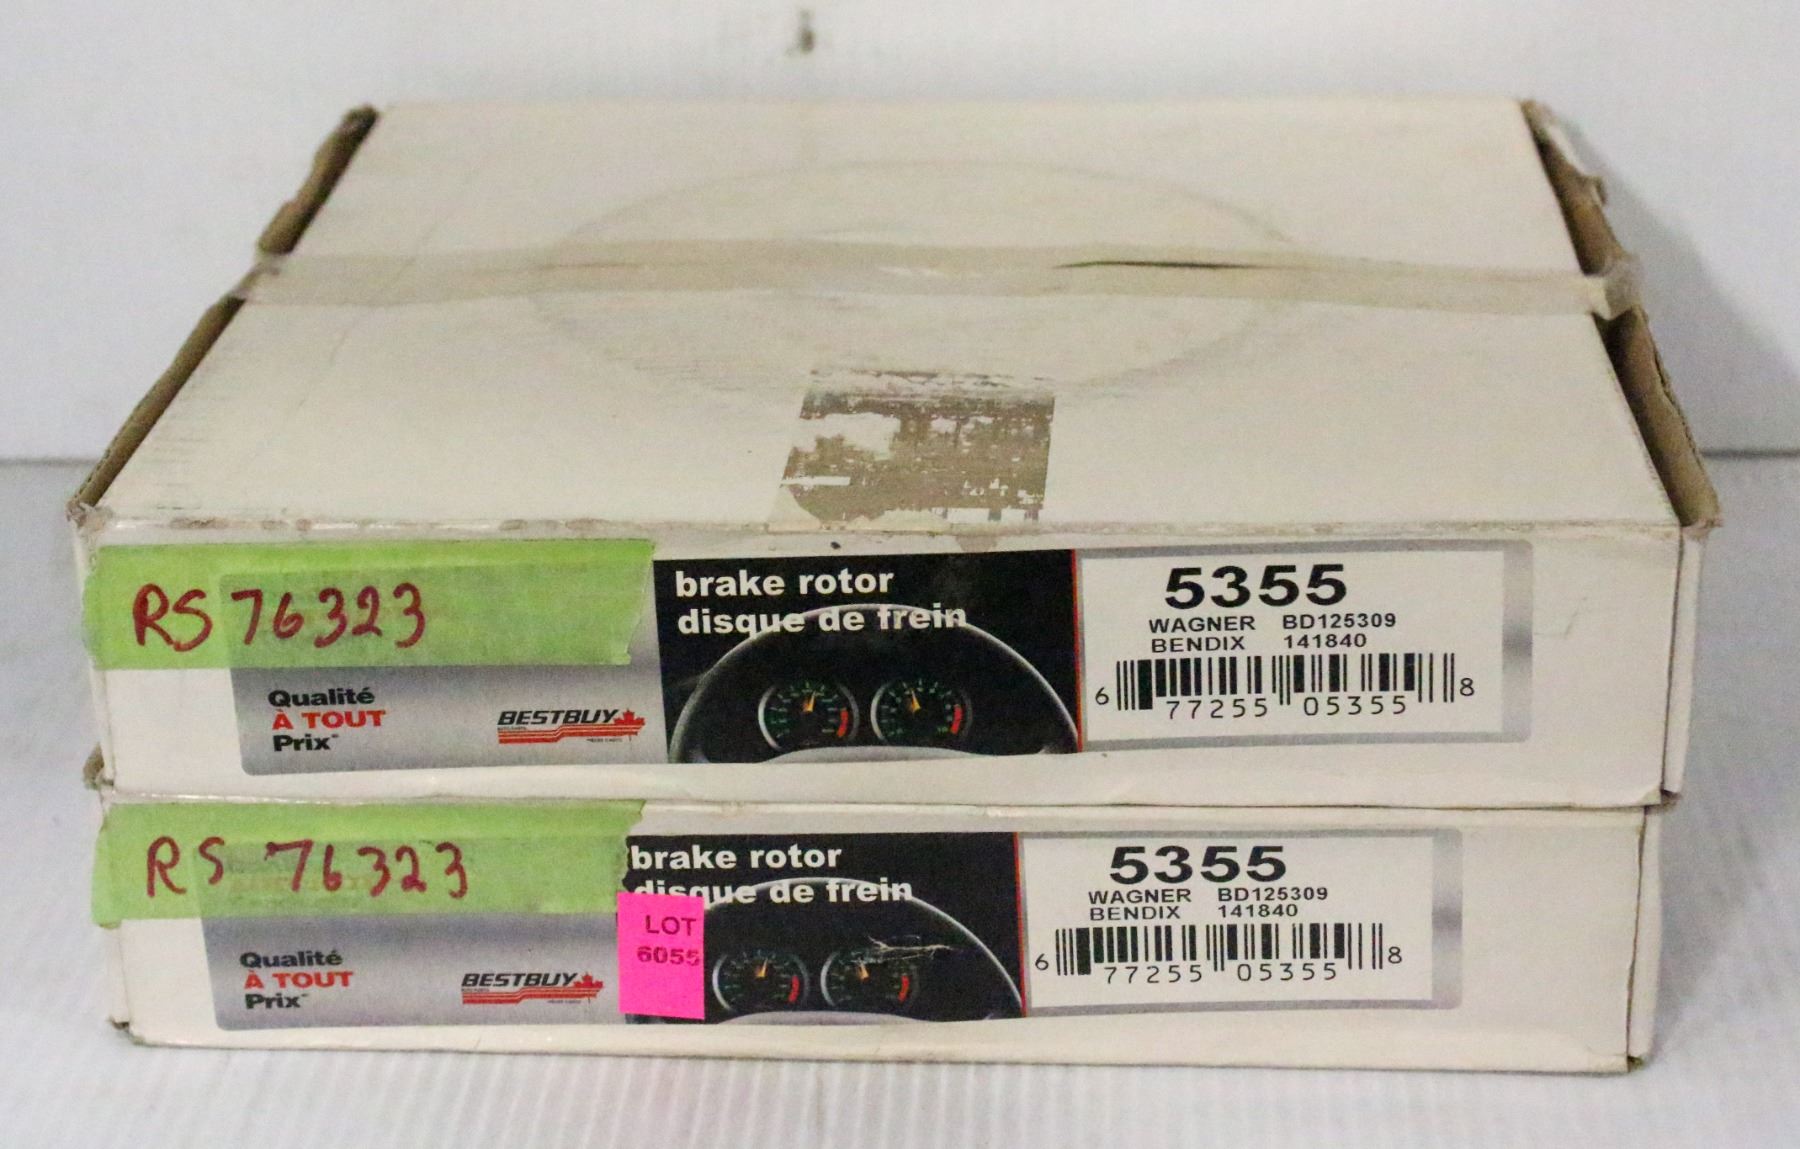 RS 76323
brake rotor
disque de frein
Qualité
À TOUT
Prix
BESTBUY
5355
WAGNER BD125309
BENDIX 141840
6 77255 05355 8
RS 76323
brake rotor
disque de frein
LOT
6055
Qualité
À TOUT
Prix
BESTBUY
5355
WAGNER BD125309
BENDIX 141840
6 77255 05355 8